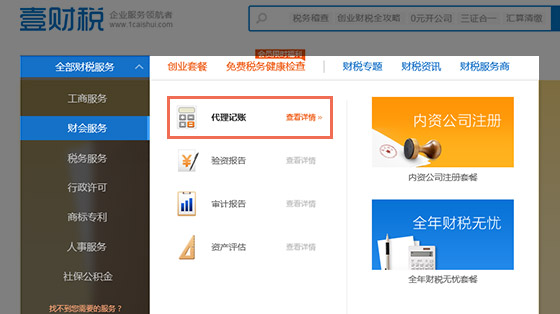 壹财税
企业服务领航者
www.1caishui.com
税务稽查 创业财税全攻略 0元开公司 三证合一 汇算清缴
会员限时福利
全部财税服务
创业套餐 免费税务健康检查 财税专题 财税资讯 财税服务商
工商服务
财会服务
税务服务
行政许可
商标专利
人事服务
社保公积金
找不到您需要的服务?
代理记账 查看详情 »
验资报告 查看详情
审计报告 查看详情
资产评估 查看详情
内资公司注册
内资公司注册套餐
全年财税无忧
全年财税无忧套餐